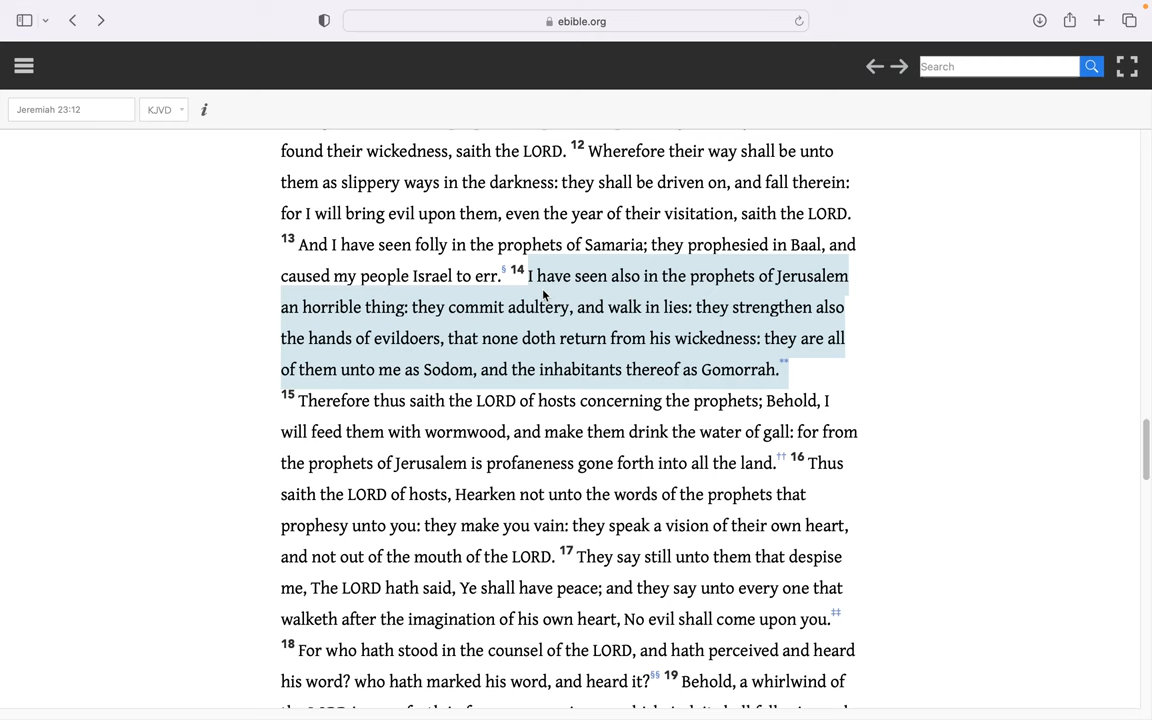 ebible.org
Search
Jeremiah 23:12 KJVD i
found their wickedness, saith the LORD. 12 Wherefore their way shall be unto
them as slippery ways in the darkness: they shall be driven on, and fall therein:
for I will bring evil upon them, even the year of their visitation, saith the LORD.
13 And I have seen folly in the prophets of Samaria; they prophesied in Baal, and
caused my people Israel to err.§ 14 I have seen also in the prophets of Jerusalem
an horrible thing: they commit adultery, and walk in lies: they strengthen also
the hands of evildoers, that none doth return from his wickedness: they are all
of them unto me as Sodom, and the inhabitants thereof as Gomorrah.**
15 Therefore thus saith the LORD of hosts concerning the prophets; Behold, I
will feed them with wormwood, and make them drink the water of gall: for from
the prophets of Jerusalem is profaneness gone forth into all the land.†† 16 Thus
saith the LORD of hosts, Hearken not unto the words of the prophets that
prophesy unto you: they make you vain: they speak a vision of their own heart,
and not out of the mouth of the LORD. 17 They say still unto them that despise
me, The LORD hath said, Ye shall have peace; and they say unto every one that
walketh after the imagination of his own heart, No evil shall come upon you.‡‡
18 For who hath stood in the counsel of the LORD, and hath perceived and heard
his word? who hath marked his word, and heard it?§§ 19 Behold, a whirlwind of